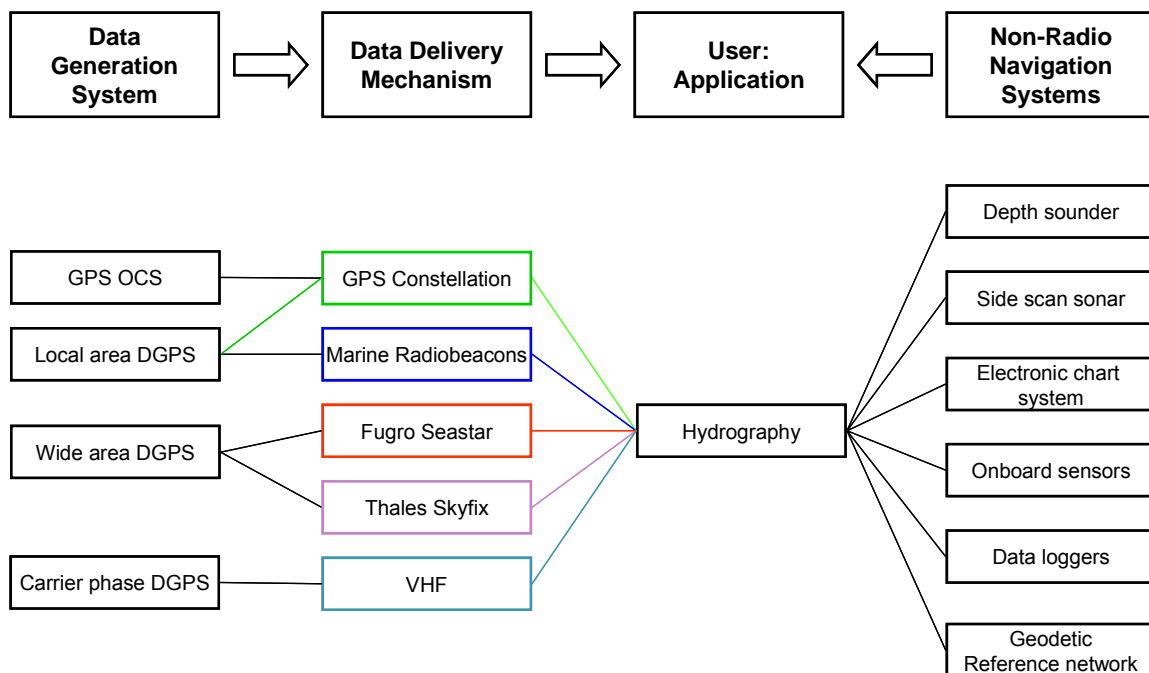 Data
Generation
System
Data Delivery
Mechanism
User:
Application
Non-Radio
Navigation
Systems
GPS OCS
Local area DGPS
Wide area DGPS
Carrier phase DGPS
GPS Constellation
Marine Radiobeacons
Fugro Seastar
Thales Skyfix
VHF
Hydrography
Depth sounder
Side scan sonar
Electronic chart
system
Onboard sensors
Data loggers
Geodetic
Reference network